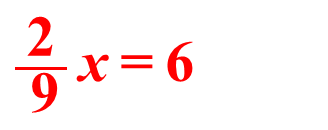 2/9 x = 6